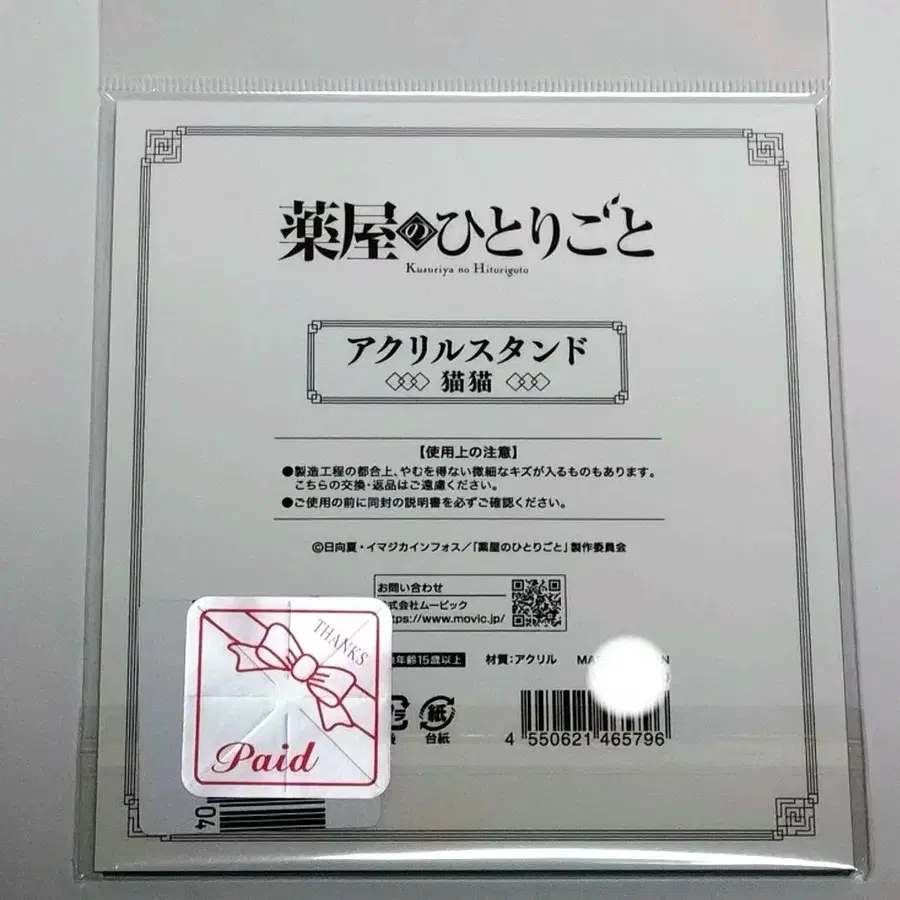 薬屋のひとりごと
Kusuriya no Hitorigoto
アクリルスタンド
猫猫
【使用上の注意】
●製造工程の都合上、やむを得ない微細なキズが入るものもあります。
こちらの交換・返品はご遠慮ください。
●ご使用の前に同封の説明書を必ずご確認ください。
©日向夏・イマジカインフォス/「薬屋のひとりごと」製作委員会
お問い合わせ
式会社ムービック
ttps://www.movic.jp/
年齢15歳以上
材質:アクリル
紙
台紙
4 550621 465796
THANKS
Paid
04